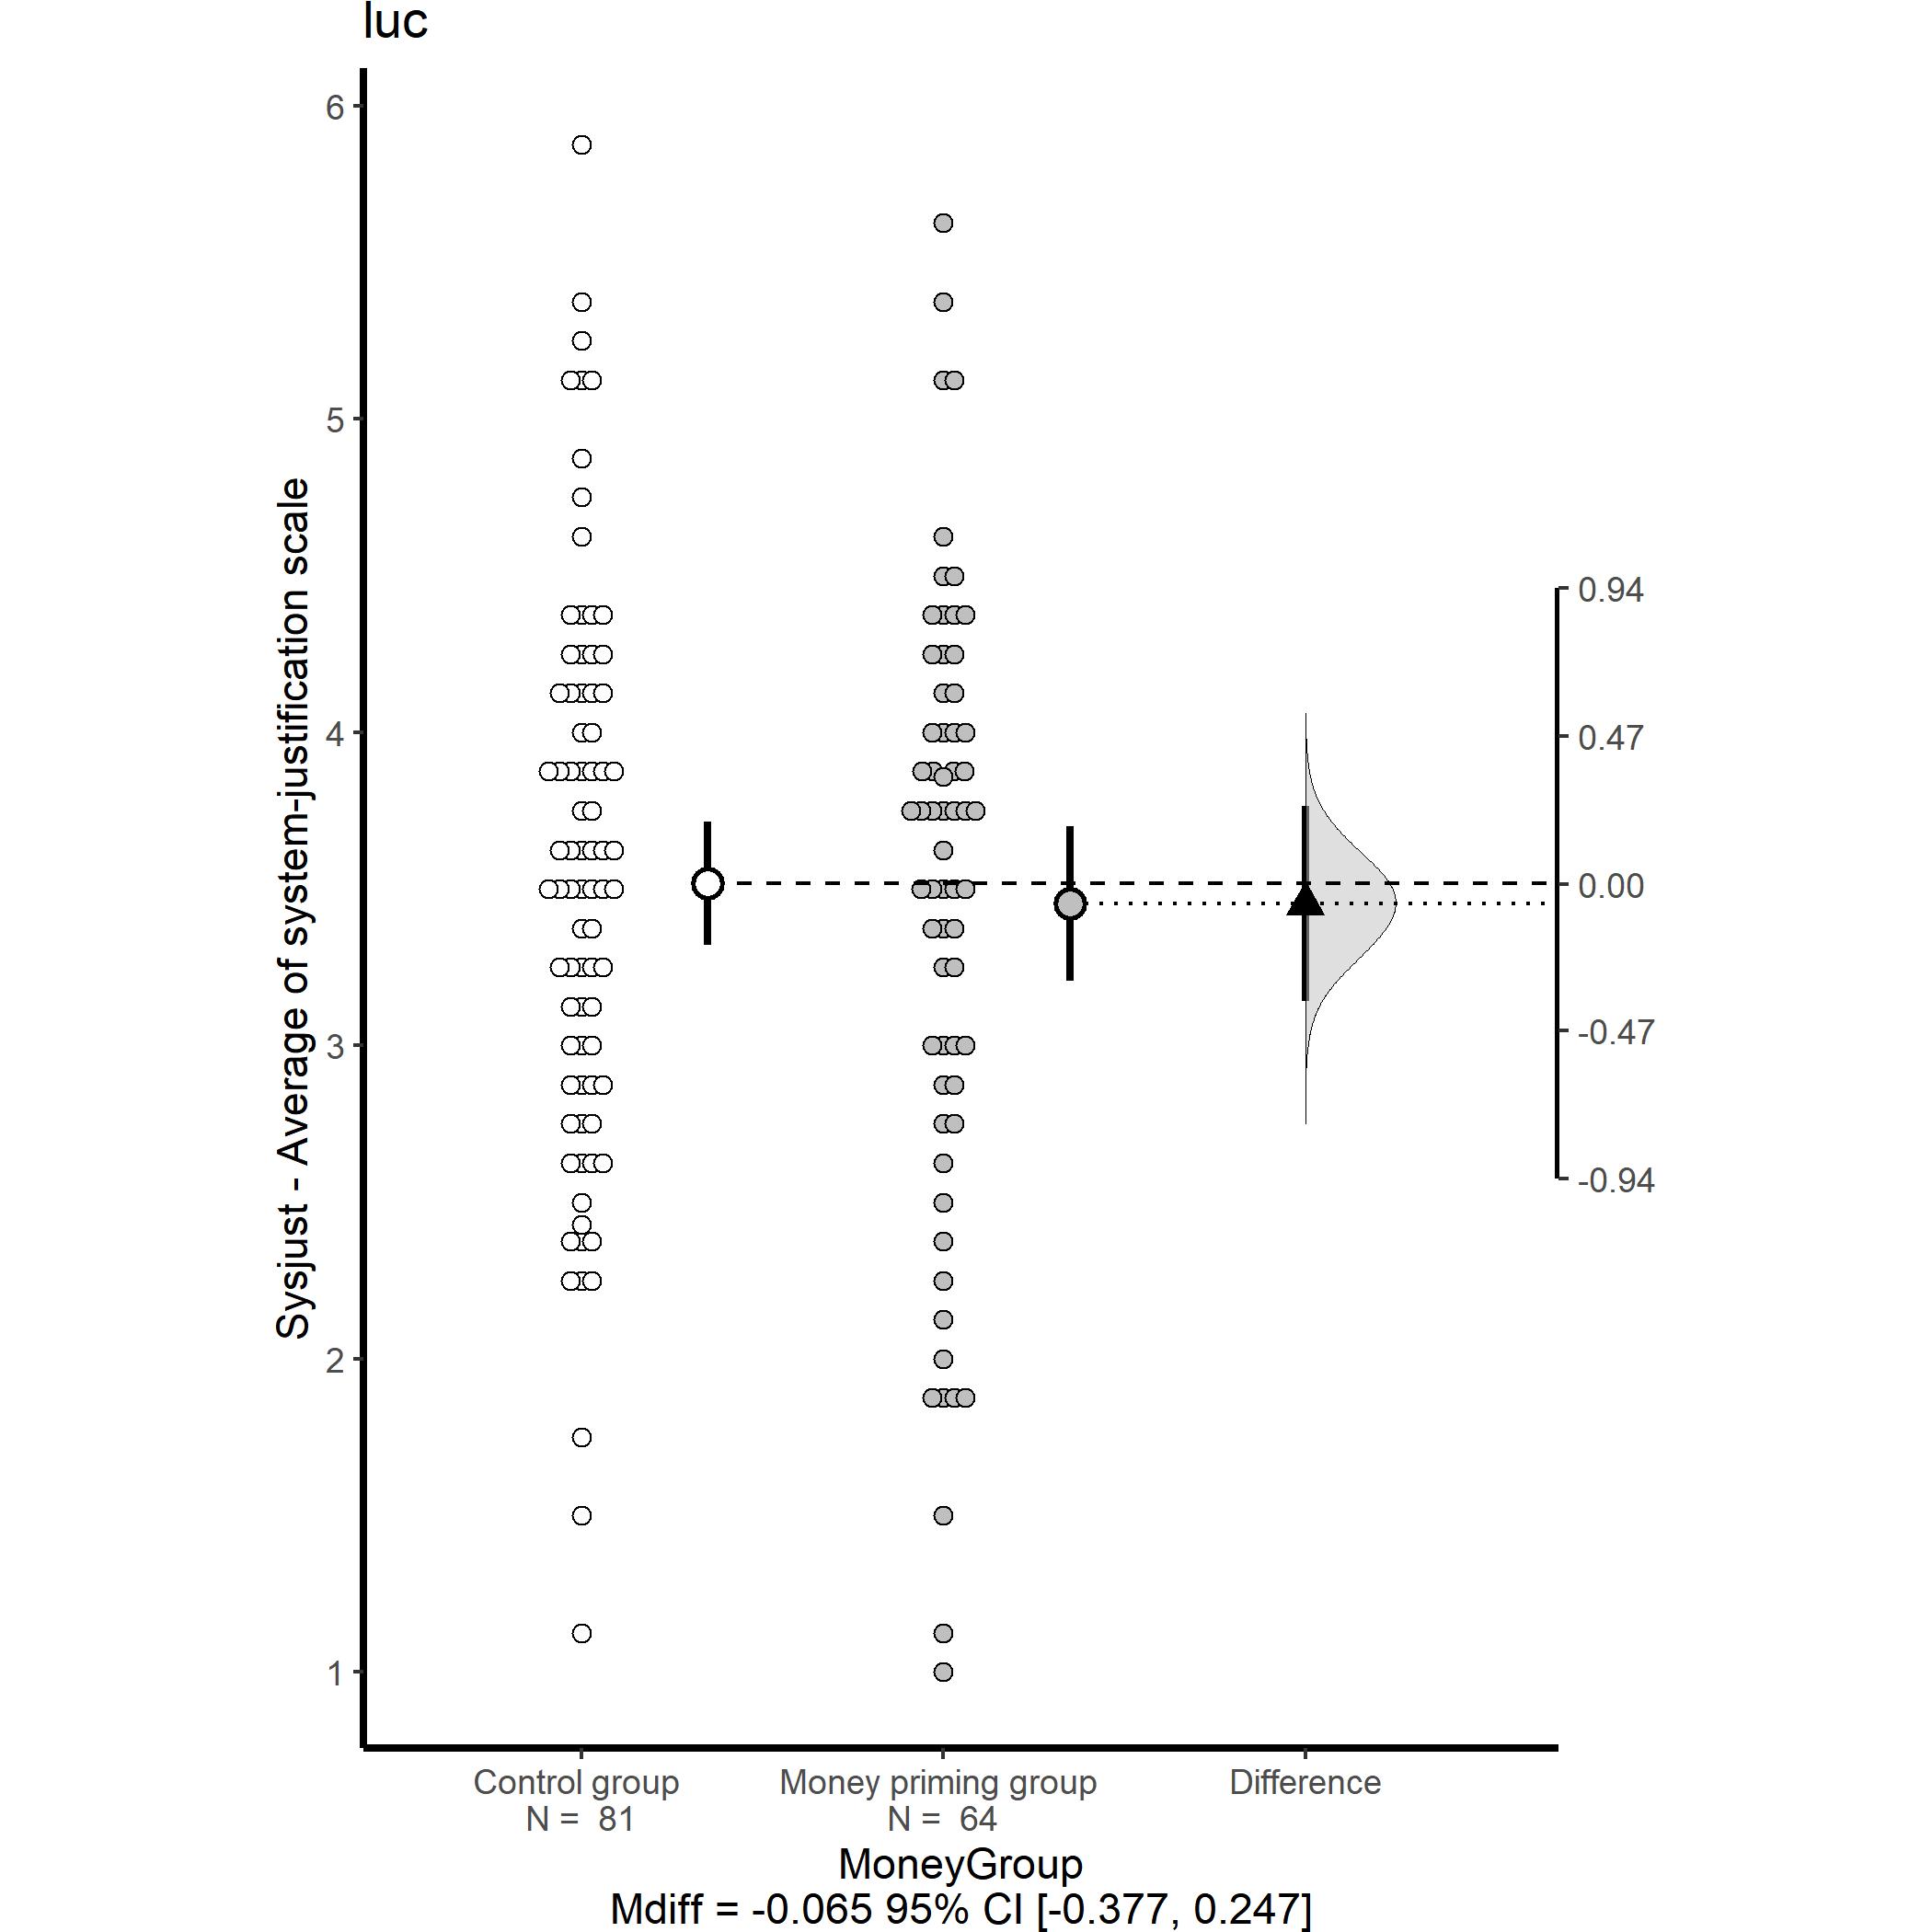 luc
6
5
4
3
2
1
Sysjust - Average of system-justification scale
0.94
0.47
0.00
-0.47
-0.94
Control group
N = 81
Money priming group
N = 64
Difference
MoneyGroup
Mdiff = -0.065 95% CI [-0.377, 0.247]